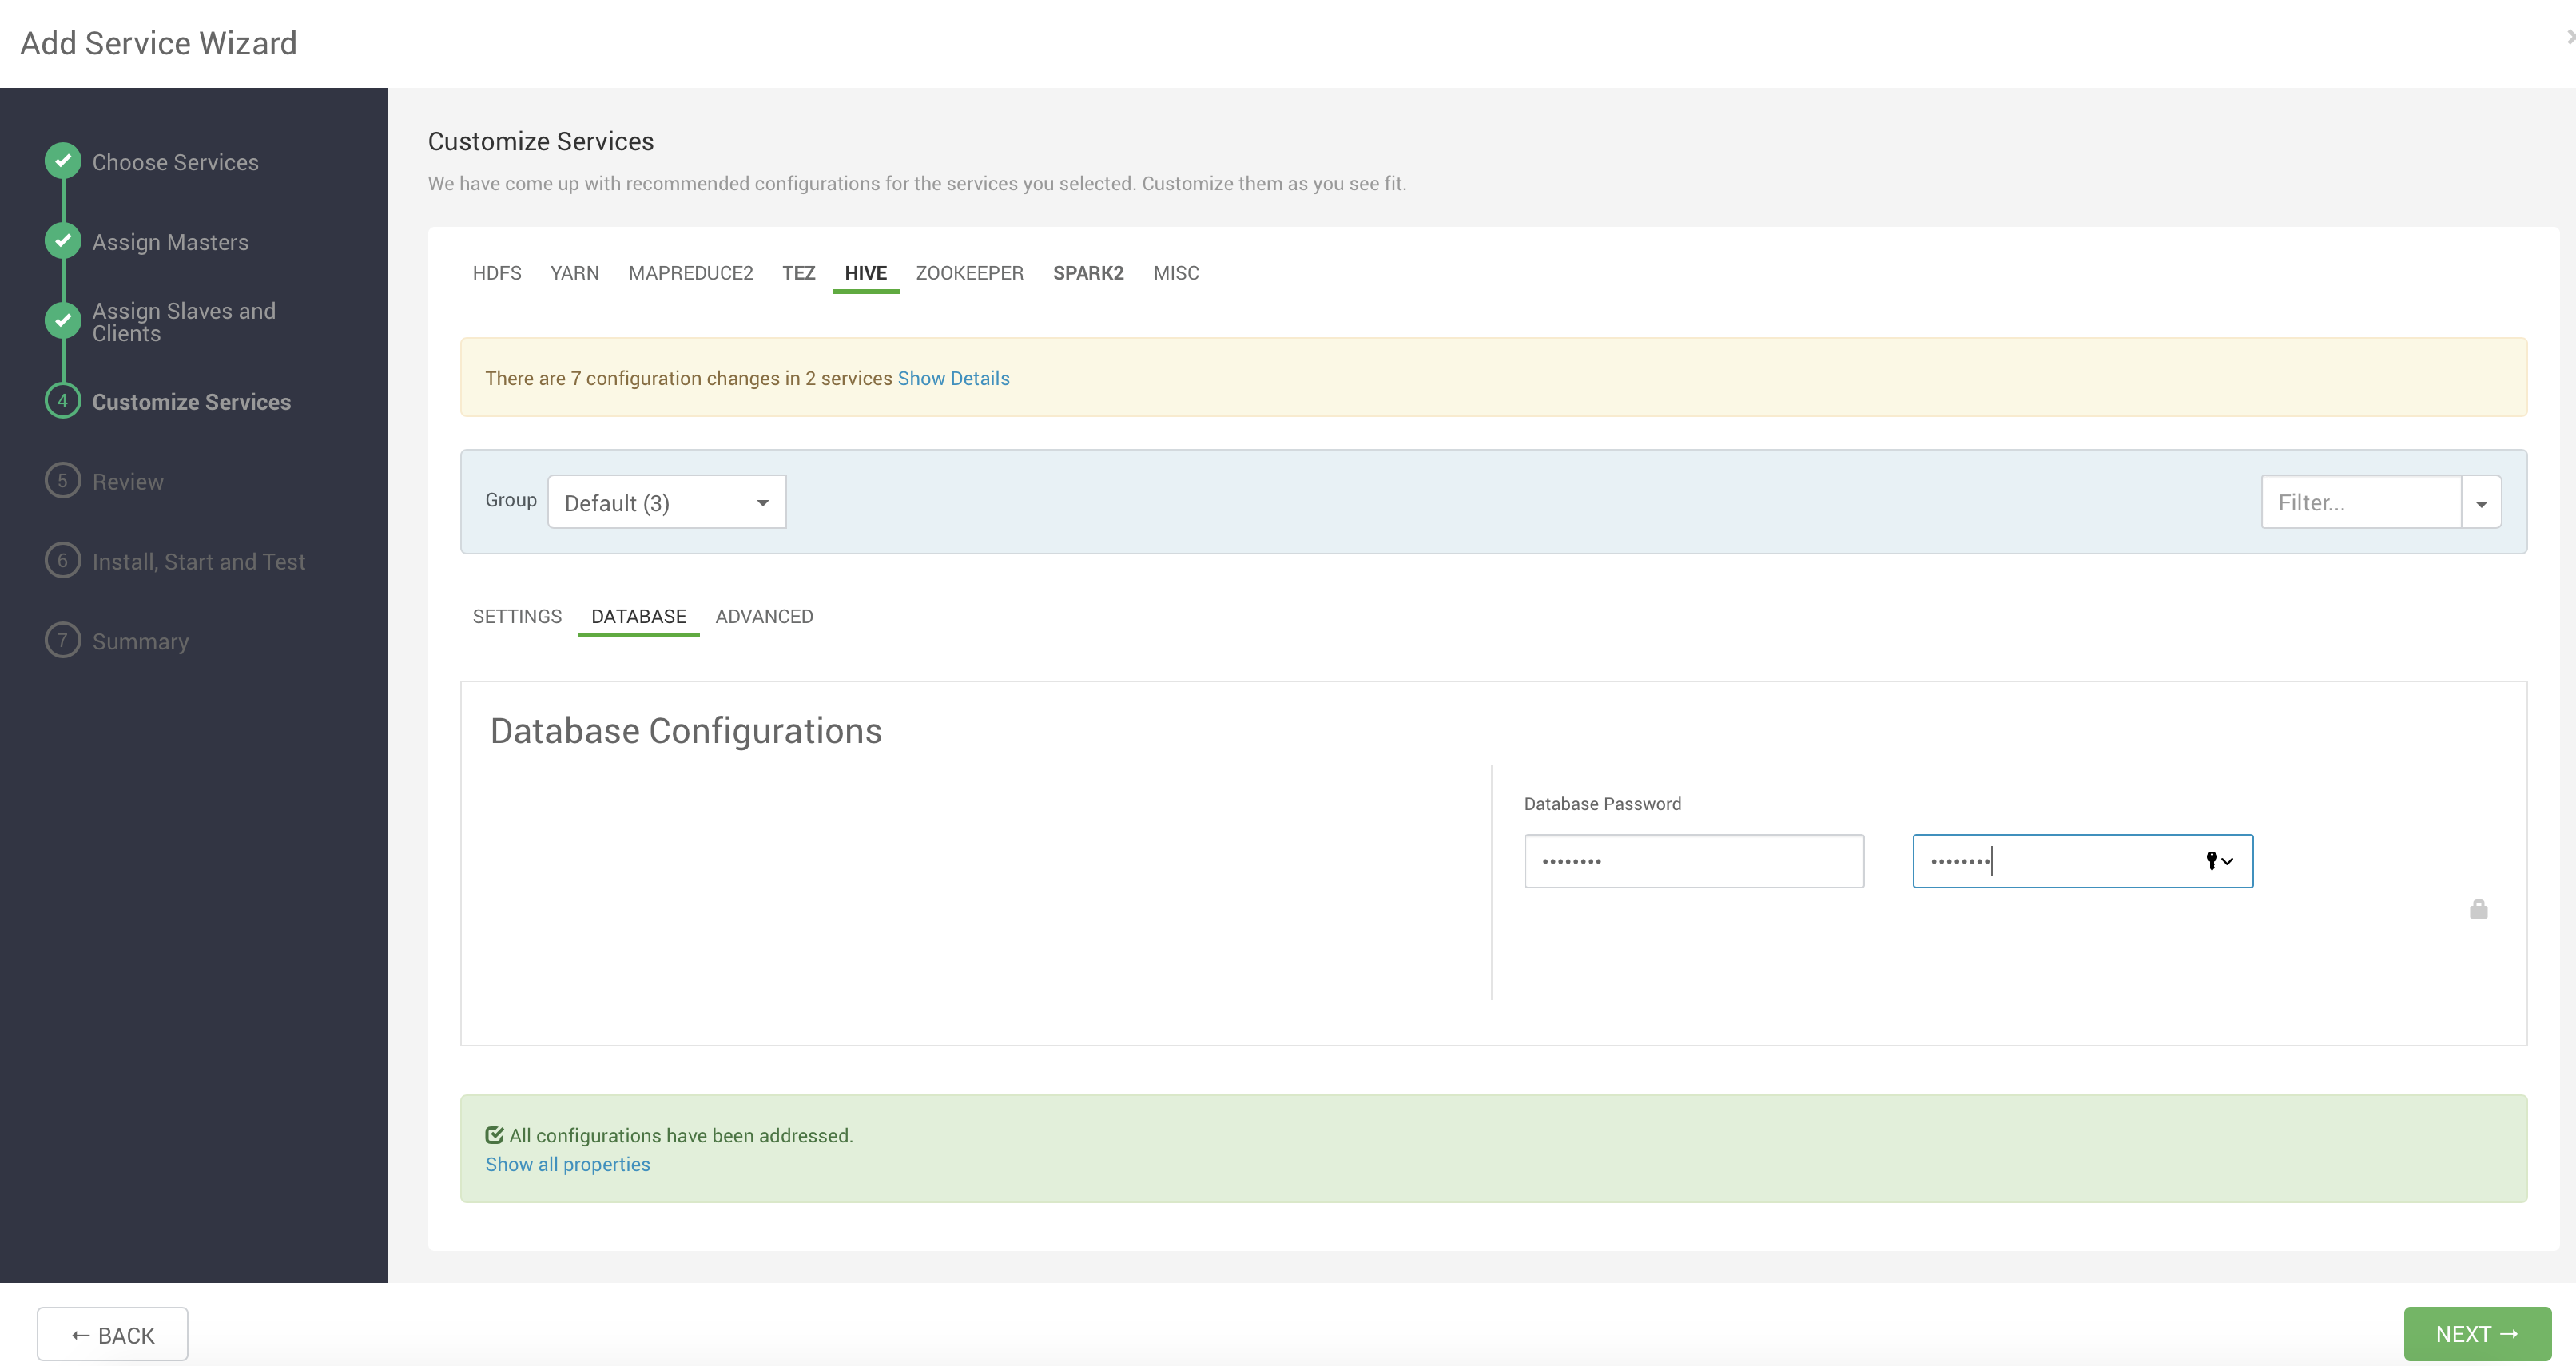 Add Service Wizard
Choose Services
Assign Masters
Assign Slaves and
Clients
4 Customize Services
5 Review
6 Install, Start and Test
7 Summary
Customize Services
We have come up with recommended configurations for the services you selected. Customize them as you see fit.
HDFS YARN MAPREDUCE2 TEZ HIVE ZOOKEEPER SPARK2 MISC
There are 7 configuration changes in 2 services Show Details
Group Default (3) Filter...
SETTINGS DATABASE ADVANCED
Database Configurations
Database Password
•••••••• ••••••••
All configurations have been addressed.
Show all properties
← BACK NEXT →